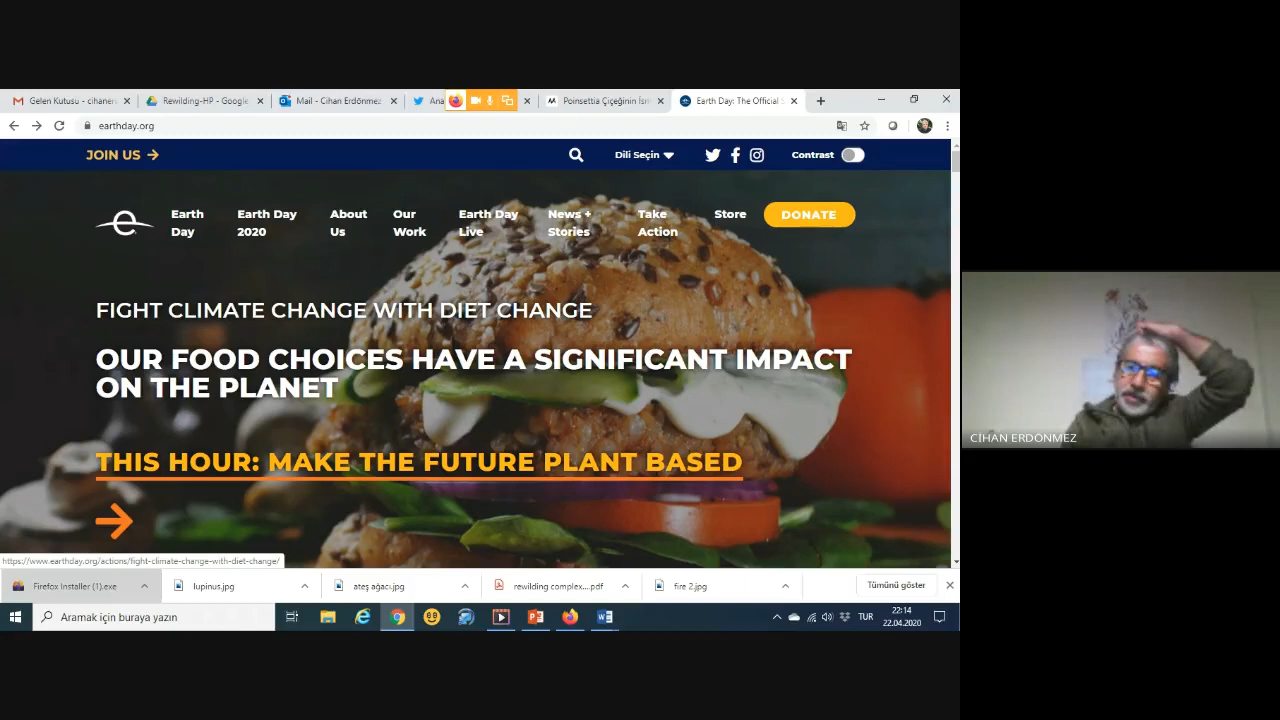 Gelen Kutusu - cihaner
Rewilding-HP - Google
Mail - Cihan Erdönmez
Ana
Poinsettia Çiçeğinin İsm
Earth Day: The Official S
earthday.org
JOIN US
Dili Seçin
Contrast
Earth Day
Earth Day 2020
About Us
Our Work
Earth Day Live
News + Stories
Take Action
Store
DONATE
FIGHT CLIMATE CHANGE WITH DIET CHANGE
OUR FOOD CHOICES HAVE A SIGNIFICANT IMPACT
ON THE PLANET
THIS HOUR: MAKE THE FUTURE PLANT BASED
CİHAN ERDÖNMEZ
https://www.earthday.org/actions/fight-climate-change-with-diet-change/
Firefox Installer (1).exe
lupinus.jpg
ateş ağacı.jpg
rewilding complex....pdf
fire 2.jpg
Tümünü göster
Aramak için buraya yazın
TUR
22:14
22.04.2020